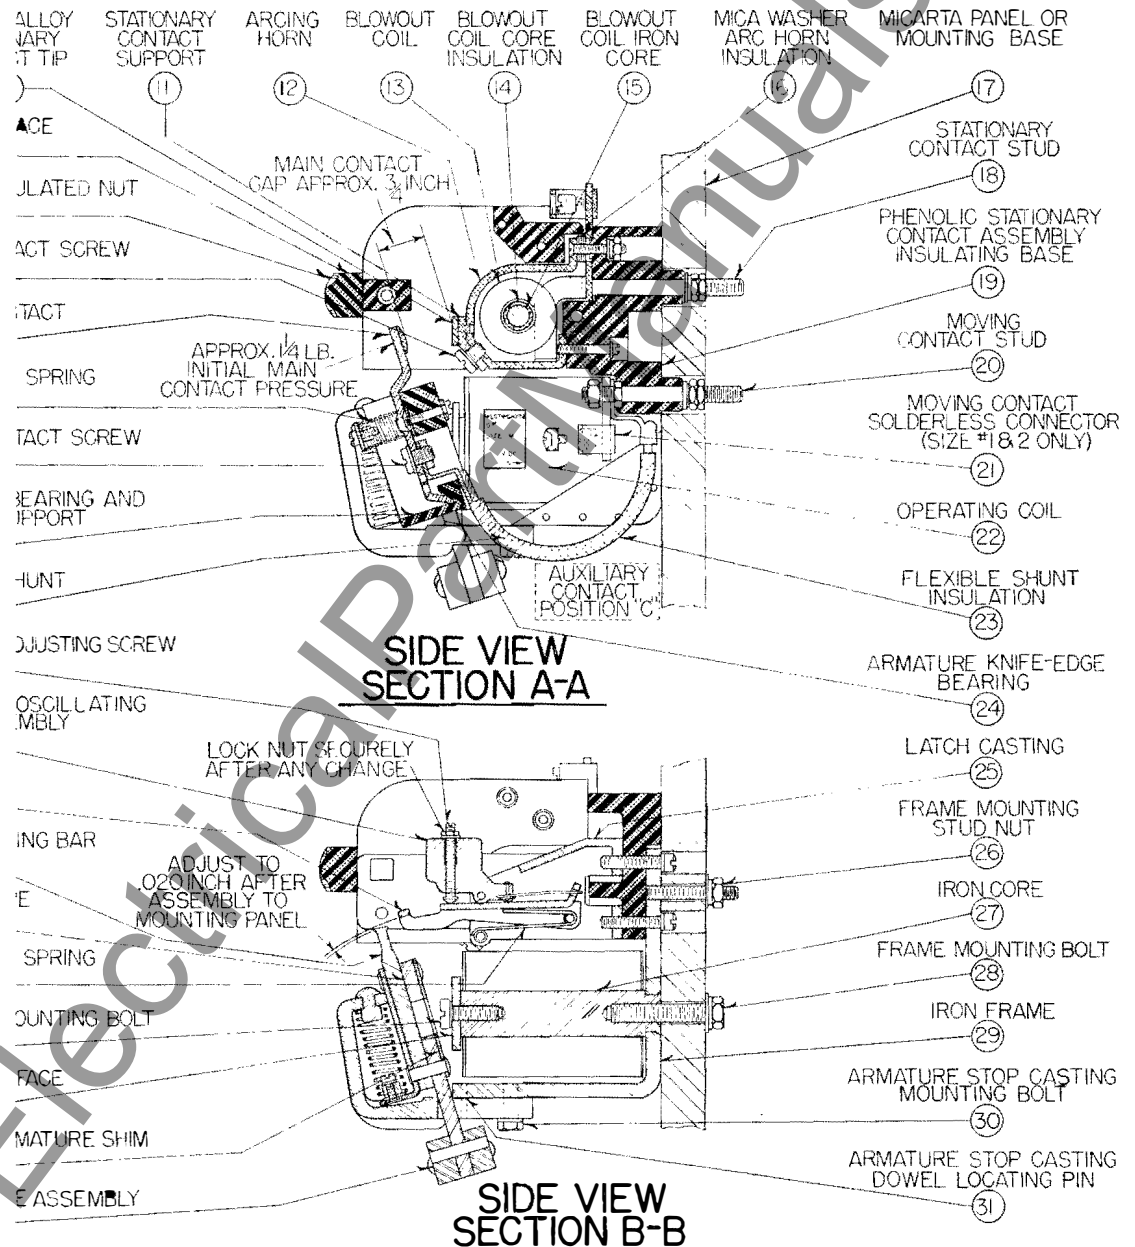 ALLOY
NARY
CT TIP
STATIONARY
CONTACT
SUPPORT
11
ARCING
HORN
12
BLOWOUT
COIL
13
BLOWOUT
COIL CORE
INSULATION
14
BLOWOUT
COIL IRON
CORE
15
MICA WASHER
ARC HORN
INSULATION
16
MICARTA PANEL OR
MOUNTING BASE
17
ACE
ULATED NUT
ACT SCREW
TACT
SPRING
TACT SCREW
BEARING AND
UPPORT
HUNT
DJUSTING SCREW
OSCILLATING
MBLY
ING BAR
E
SPRING
OUNTING BOLT
FACE
MATURE SHIM
E ASSEMBLY
MAIN CONTACT
GAP APPROX. 3/4 INCH
APPROX. 1/4 LB.
INITIAL MAIN
CONTACT PRESSURE
AUXILIARY
CONTACT
POSITION "C"
SIDE VIEW
SECTION A-A
STATIONARY
CONTACT STUD
18
PHENOLIC STATIONARY
CONTACT ASSEMBLY
INSULATING BASE
19
MOVING
CONTACT STUD
20
MOVING CONTACT
SOLDERLESS CONNECTOR
(SIZE #1 & 2 ONLY)
21
OPERATING COIL
22
FLEXIBLE SHUNT
INSULATION
23
ARMATURE KNIFE-EDGE
BEARING
24
LATCH CASTING
25
FRAME MOUNTING
STUD NUT
26
IRON CORE
27
FRAME MOUNTING BOLT
28
IRON FRAME
29
ARMATURE STOP CASTING
MOUNTING BOLT
30
ARMATURE STOP CASTING
DOWEL LOCATING PIN
31
LOCK NUT SECURELY
AFTER ANY CHANGE
ADJUST TO
.020 INCH AFTER
ASSEMBLY TO
MOUNTING PANEL
SIDE VIEW
SECTION B-B
ElectricalPartManuals